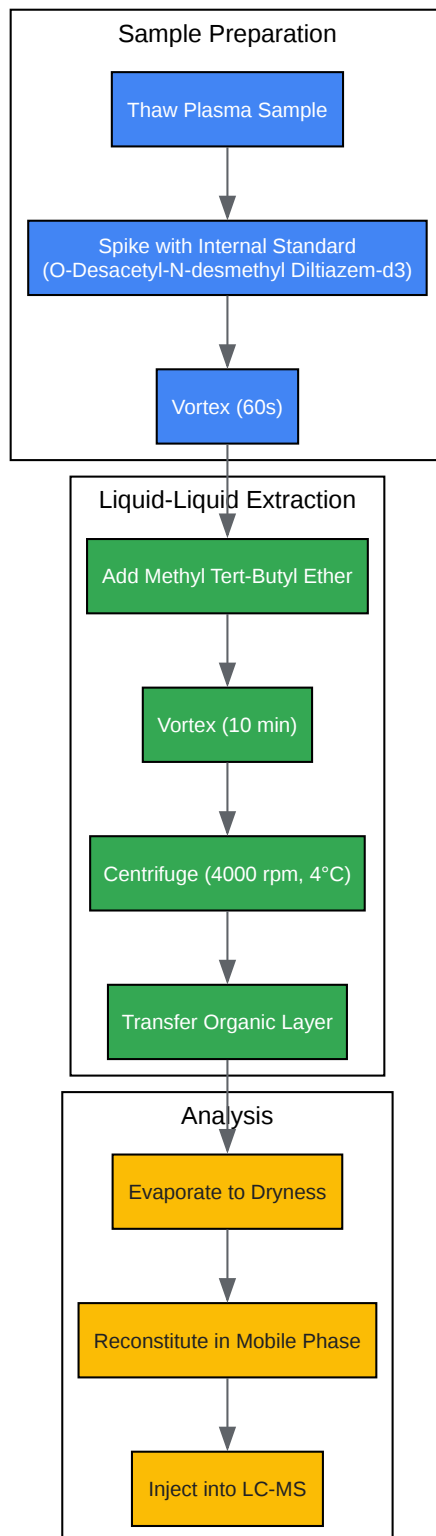 Sample Preparation
Thaw Plasma Sample
Spike with Internal Standard
(O-Desacetyl-N-desmethyl Diltiazem-d3)
Vortex (60s)
Liquid-Liquid Extraction
Add Methyl Tert-Butyl Ether
Vortex (10 min)
Centrifuge (4000 rpm, 4°C)
Transfer Organic Layer
Analysis
Evaporate to Dryness
Reconstitute in Mobile Phase
Inject into LC-MS